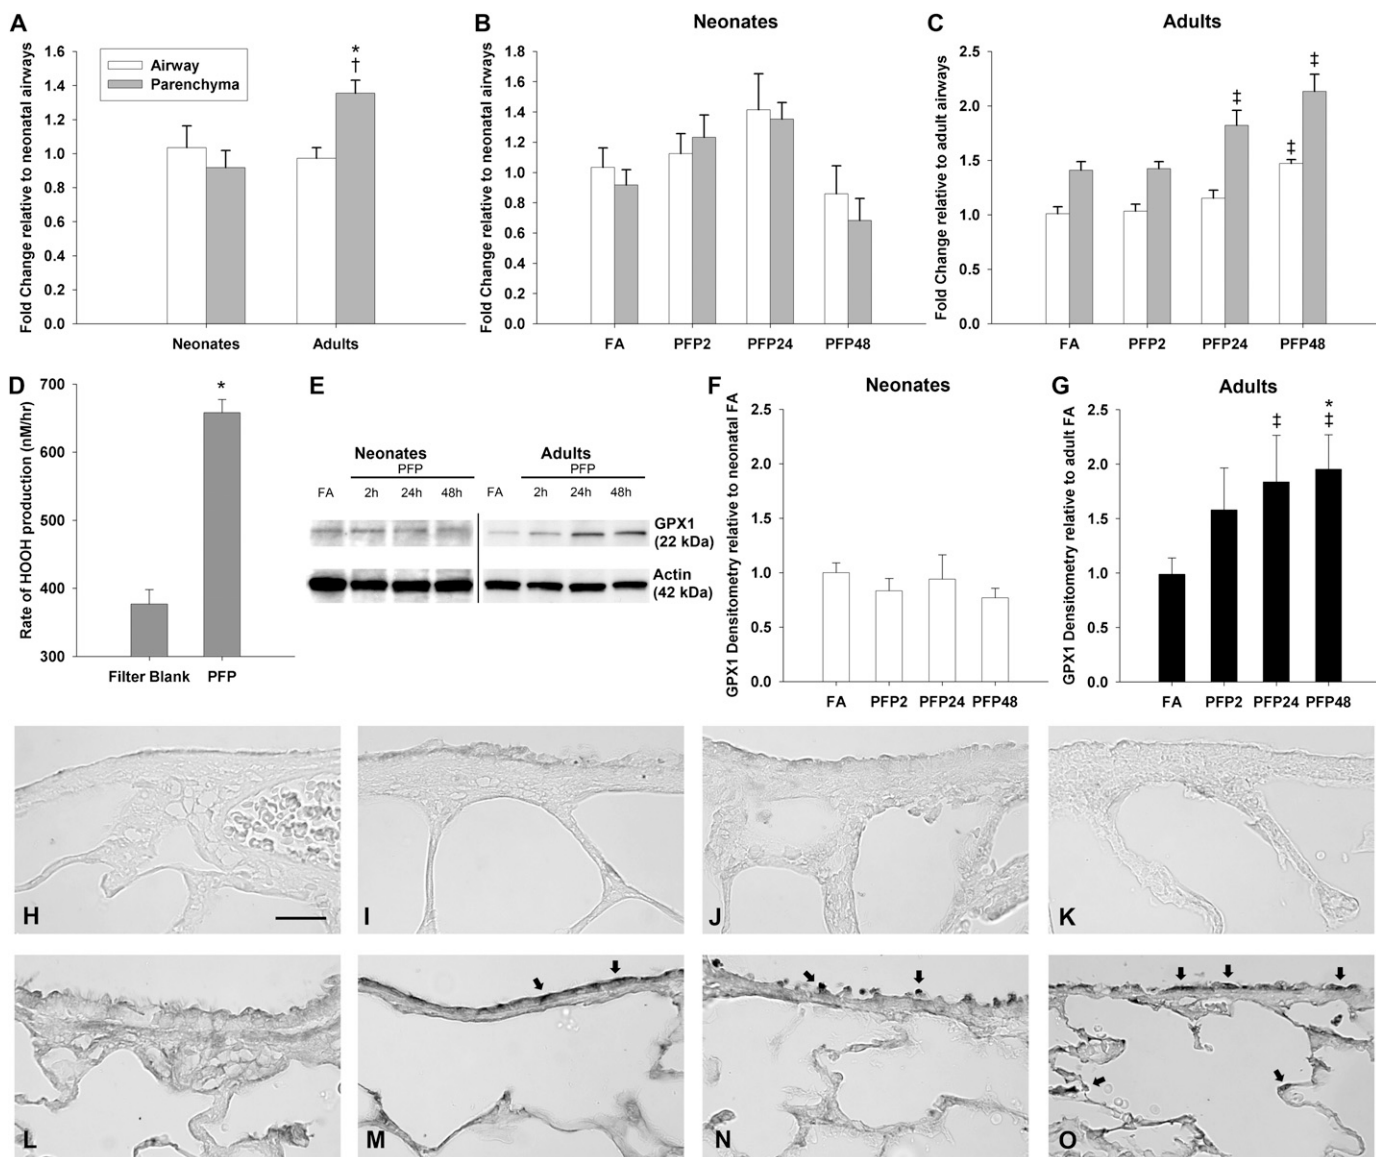 A
Fold Change relative to neonatal airways
1.6
1.4
1.2
1.0
0.8
0.6
0.4
0.2
0.0
Airway
Parenchyma
*
†
Neonates
Adults
B
Neonates
Fold Change relative to neonatal airways
1.8
1.6
1.4
1.2
1.0
0.8
0.6
0.4
0.2
0.0
FA
PFP2
PFP24
PFP48
C
Adults
Fold Change relative to adult airways
2.5
2.0
1.5
1.0
0.5
0.0
‡
‡
‡
FA
PFP2
PFP24
PFP48
D
Rate of HOOH production (nM/hr)
700
600
500
400
300
*
Filter Blank
PFP
E
Neonates Adults
PFP PFP
FA 2h 24h 48h FA 2h 24h 48h
GPX1
(22 kDa)
Actin
(42 kDa)
F
Neonates
GPX1 Densitometry relative to neonatal FA
2.5
2.0
1.5
1.0
0.5
0.0
FA
PFP2
PFP24
PFP48
G
Adults
GPX1 Densitometry relative to adult FA
2.5
2.0
1.5
1.0
0.5
0.0
‡
*
‡
FA
PFP2
PFP24
PFP48
H
I
J
K
L
M
N
O